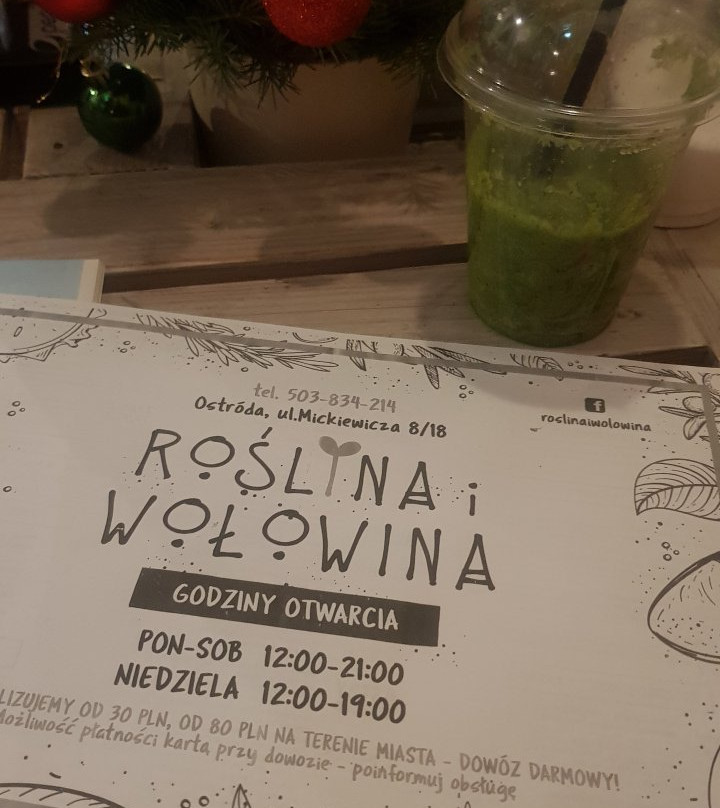 tel. 503-834-214
Ostróda, ul.Mickiewicza 8/18
roslinaiwolowina
ROŚLINA i
WOŁOWINA
GODZINY OTWARCIA
PON-SOB 12:00-21:00
NIEDZIELA 12:00-19:00
LIZUJEMY OD 30 PLN, OD 80 PLN NA TERENIE MIASTA - DOWÓZ DARMOWY!
Możliwość płatności kartą przy dowozie - poinformuj obsługę